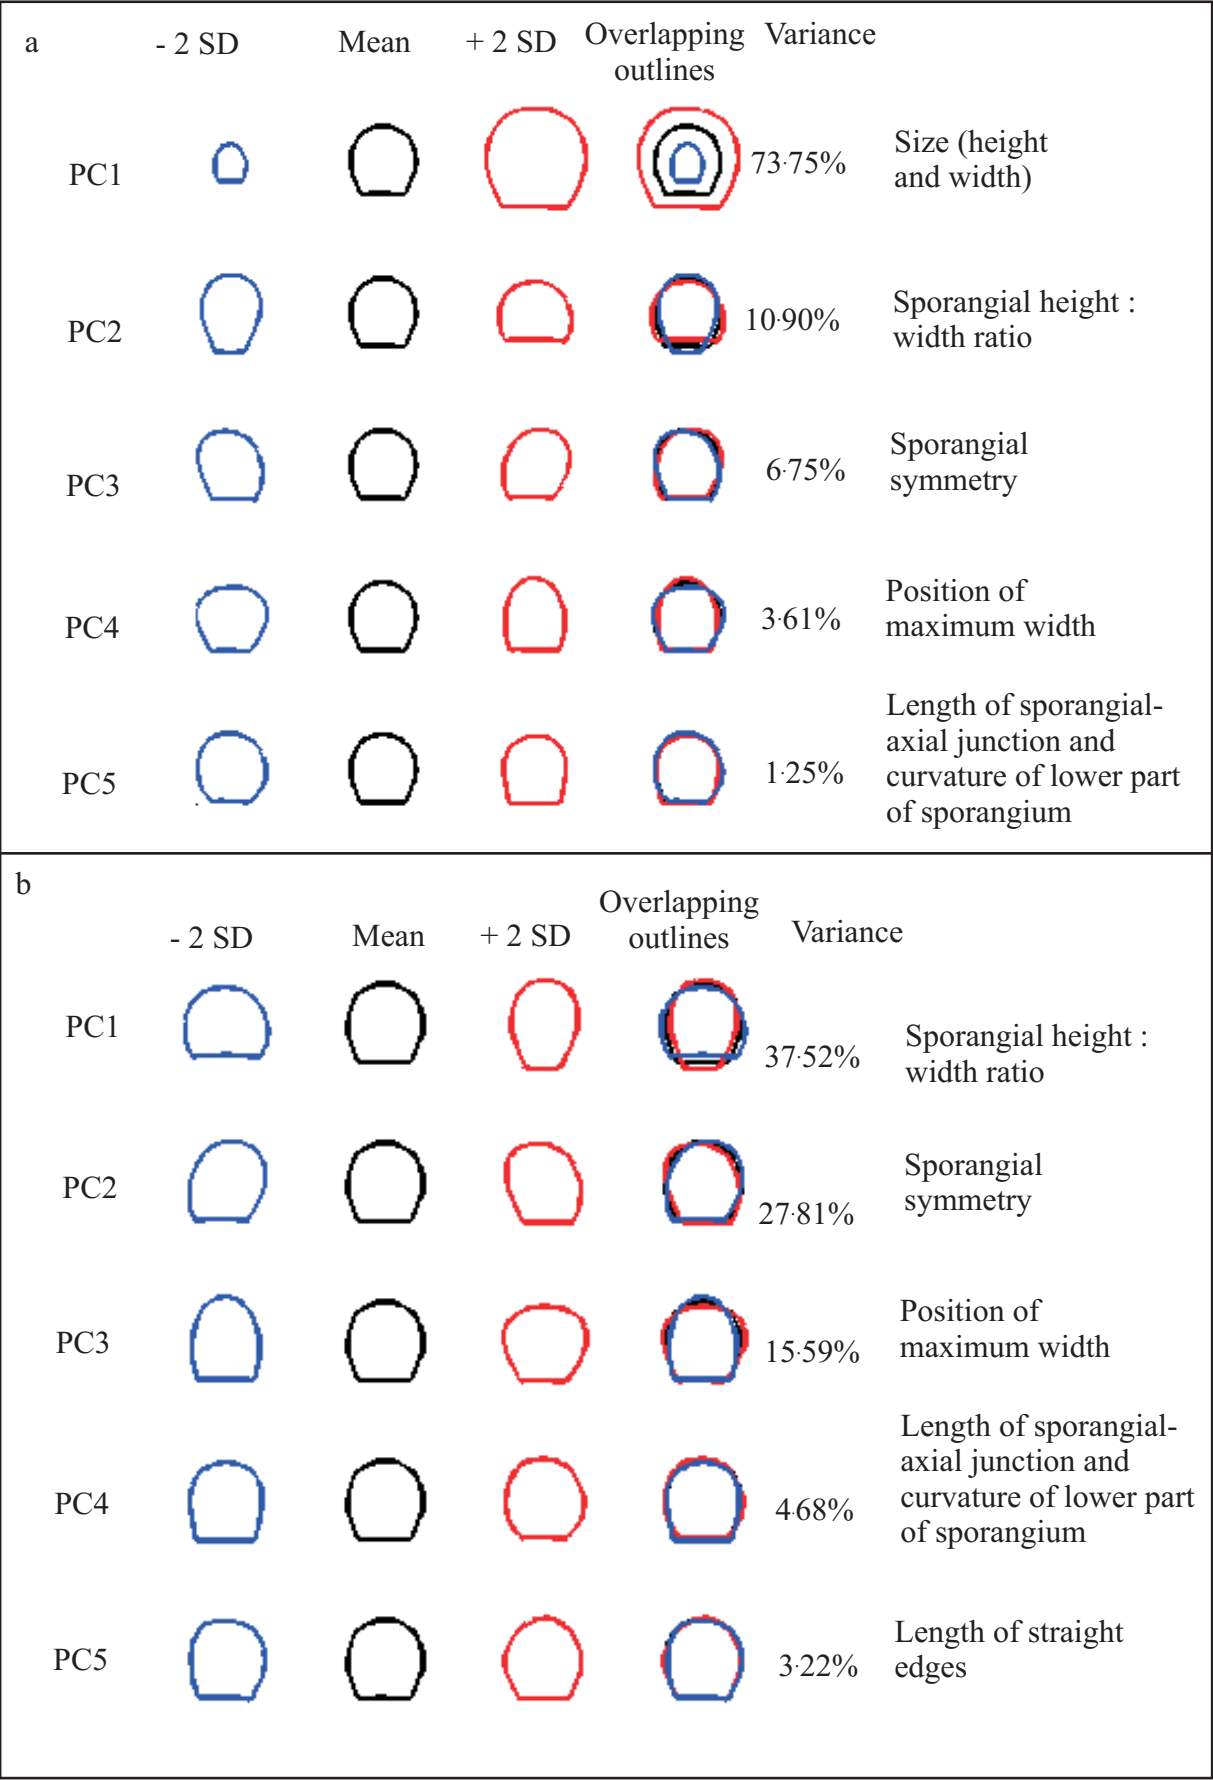 a
- 2 SD Mean + 2 SD Overlapping outlines Variance
PC1 73·75% Size (height
and width)
PC2 10·90% Sporangial height :
width ratio
PC3 6·75% Sporangial
symmetry
PC4 3·61% Position of
maximum width
PC5 1·25% Length of sporangial-
axial junction and
curvature of lower part
of sporangium
b
- 2 SD Mean + 2 SD Overlapping outlines Variance
PC1 37·52% Sporangial height :
width ratio
PC2 27·81% Sporangial
symmetry
PC3 15·59% Position of
maximum width
PC4 4·68% Length of sporangial-
axial junction and
curvature of lower part
of sporangium
PC5 3·22% Length of straight
edges